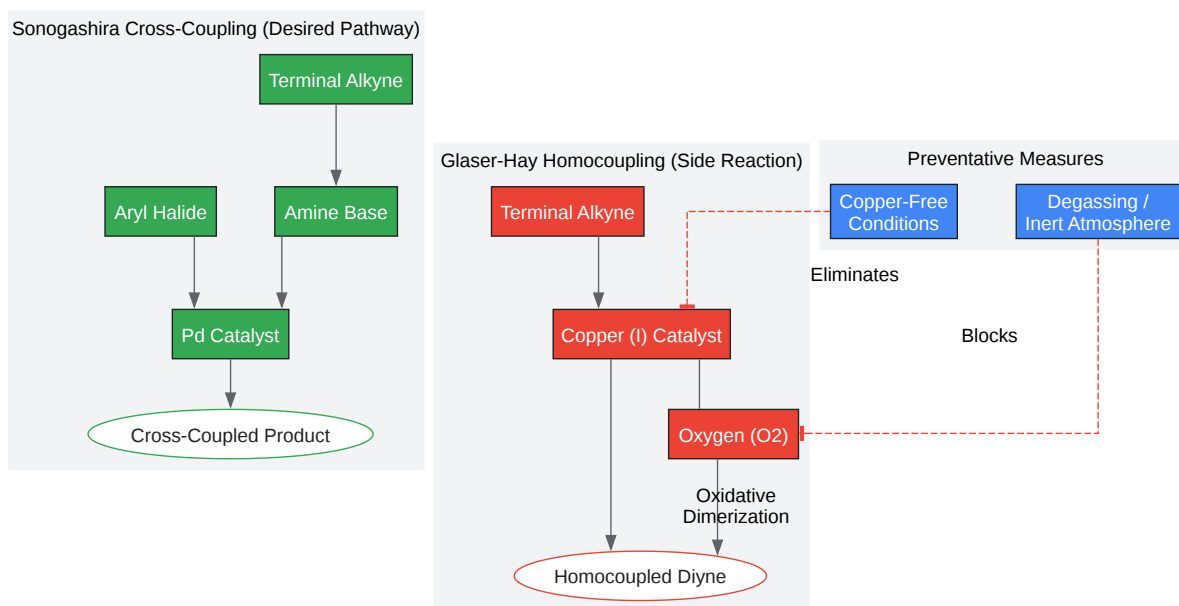 Sonogashira Cross-Coupling (Desired Pathway)
Terminal Alkyne
Aryl Halide
Amine Base
Pd Catalyst
Cross-Coupled Product
Glaser-Hay Homocoupling (Side Reaction)
Terminal Alkyne
Copper (I) Catalyst
Oxygen (O2)
Oxidative
Dimerization
Homocoupled Diyne
Preventative Measures
Copper-Free
Conditions
Degassing /
Inert Atmosphere
Eliminates
Blocks